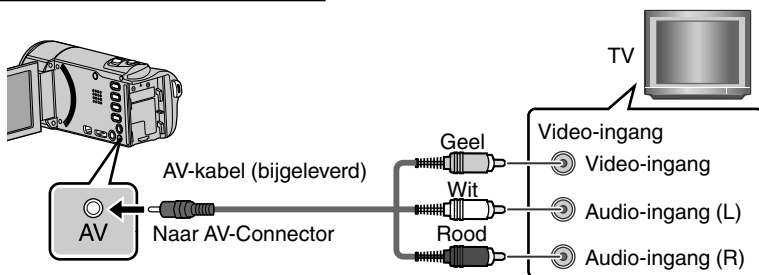 TV
Geel
Video-ingang
Video-ingang
AV-kabel (bijgeleverd)
Wit
Audio-ingang (L)
AV
Naar AV-Connector
Rood
Audio-ingang (R)